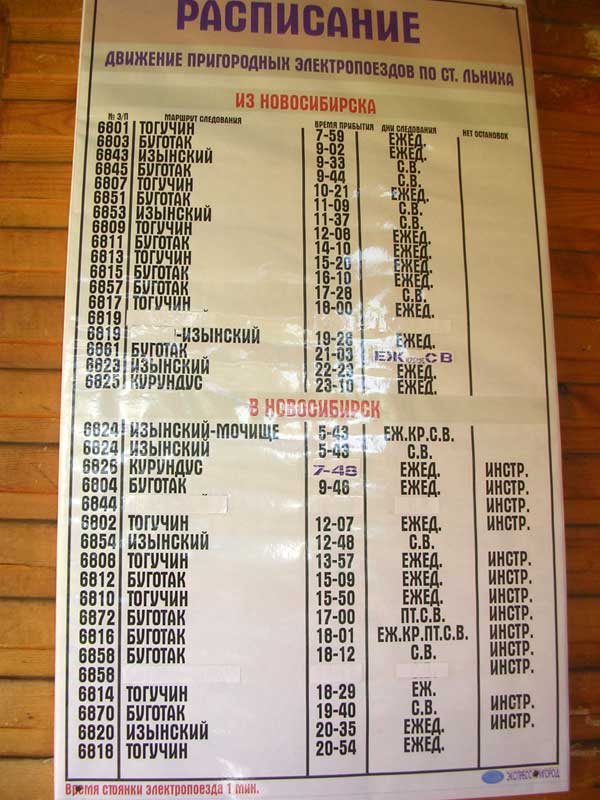 РАСПИСАНИЕ
ДВИЖЕНИЕ ПРИГОРОДНЫХ ЭЛЕКТРОПОЕЗДОВ ПО СТ. ЛЬНИХА
ИЗ НОВОСИБИРСКА
№ Э/П МАРШРУТ СЛЕДОВАНИЯ ВРЕМЯ ПРИБЫТИЯ ДНИ СЛЕДОВАНИЯ НЕТ ОСТАНОВОК
6801 ТОГУЧИН 7-59 ЕЖЕД.
6803 БУГОТАК 9-02 ЕЖЕД.
6843 ИЗЫНСКИЙ 9-33 С.В.
6845 БУГОТАК 9-44 С.В.
6807 ТОГУЧИН 10-21 ЕЖЕД.
6851 БУГОТАК 11-09 С.В.
6853 ИЗЫНСКИЙ 11-37 С.В.
6809 ТОГУЧИН 12-08 ЕЖЕД.
6811 БУГОТАК 14-10 ЕЖЕД.
6813 ТОГУЧИН 15-20 ЕЖЕД.
6815 БУГОТАК 16-10 ЕЖЕД.
6857 БУГОТАК 17-28 С.В.
6817 ТОГУЧИН 18-00 ЕЖЕД.
6819
6819 -ИЗЫНСКИЙ 19-28 ЕЖЕД.
6861 БУГОТАК 21-03 ЕЖ СВ
6823 ИЗЫНСКИЙ 22-23 ЕЖЕД.
6825 КУРУНДУС 23-10 ЕЖЕД.
В НОВОСИБИРСК
6824 ИЗЫНСКИЙ-МОЧИЩЕ 5-43 ЕЖ.КР.С.В.
6824 ИЗЫНСКИЙ 5-43 С.В.
6826 КУРУНДУС 7-48 ЕЖЕД. ИНСТР.
6804 БУГОТАК 9-46 ЕЖЕД. ИНСТР.
6844 ИНСТР.
6802 ТОГУЧИН 12-07 ЕЖЕД. ИНСТР.
6854 ИЗЫНСКИЙ 12-48 С.В.
6808 ТОГУЧИН 13-57 ЕЖЕД. ИНСТР.
6812 БУГОТАК 15-09 ЕЖЕД. ИНСТР.
6810 ТОГУЧИН 15-50 ЕЖЕД. ИНСТР.
6872 БУГОТАК 17-00 ПТ.С.В. ИНСТР.
6816 БУГОТАК 18-01 ЕЖ.КР.ПТ.С.В. ИНСТР.
6858 БУГОТАК 18-12 С.В. ИНСТР.
6858 ИНСТР.
6814 ТОГУЧИН 18-29 ЕЖ.
6870 БУГОТАК 19-40 С.В. ИНСТР.
6820 ИЗЫНСКИЙ 20-35 ЕЖЕД. ИНСТР.
6818 ТОГУЧИН 20-54 ЕЖЕД.
Время стоянки электропоезда 1 мин.